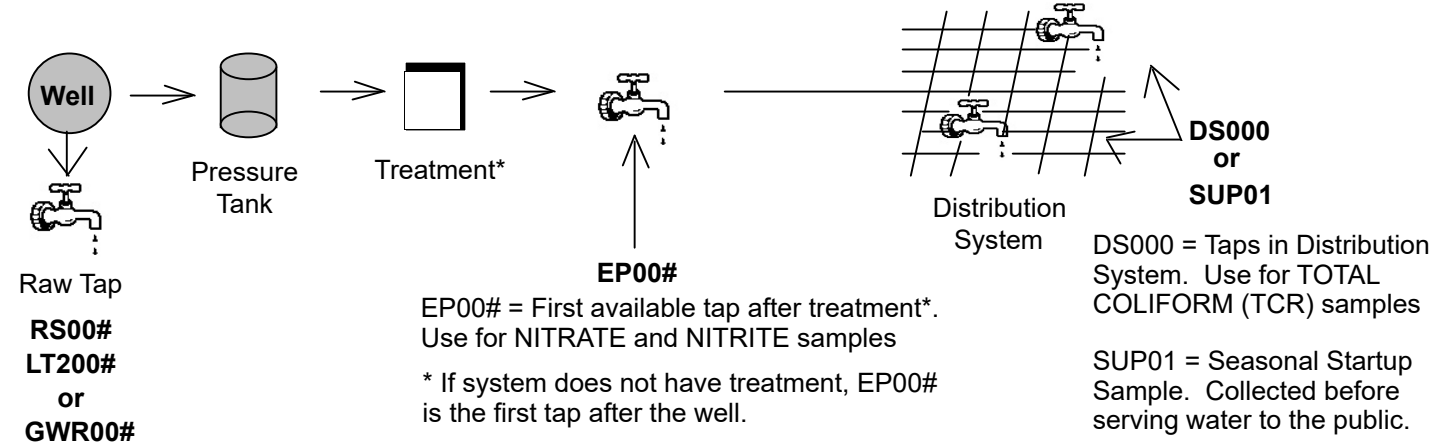 Well
Pressure
Tank
Treatment*
Raw Tap
RS00#
LT200#
or
GWR00#
EP00#
EP00# = First available tap after treatment*.
Use for NITRATE and NITRITE samples
* If system does not have treatment, EP00#
is the first tap after the well.
Distribution
System
DS000
or
SUP01
DS000 = Taps in Distribution
System.  Use for TOTAL
COLIFORM (TCR) samples
SUP01 = Seasonal Startup
Sample.  Collected before
serving water to the public.